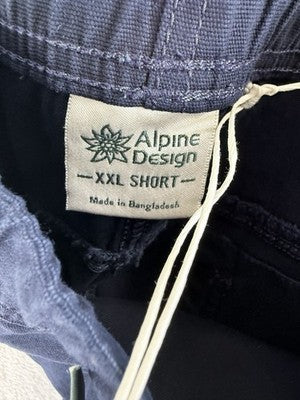 Alpine
Design
—XXL SHORT—
Made in Bangladesh